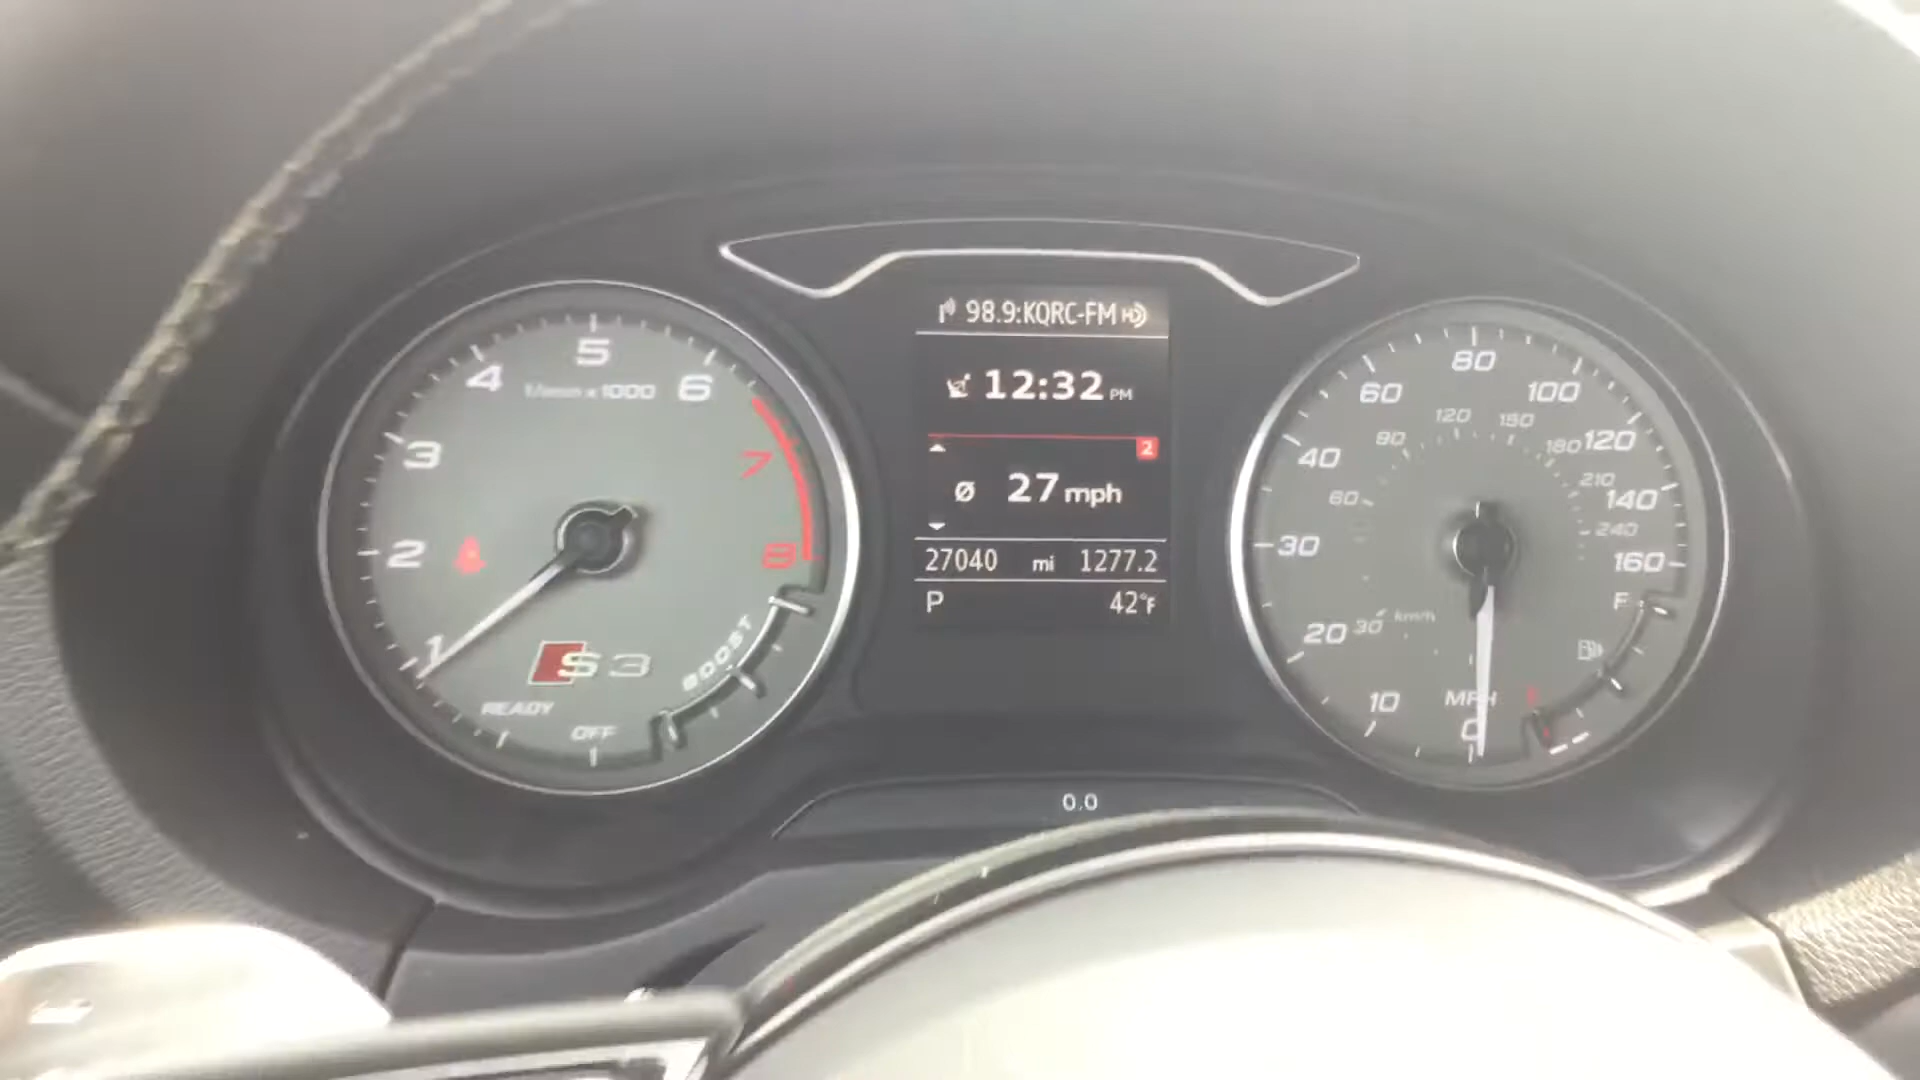 98.9:KQRC-FM HD
12:32 PM
2
Ø 27 mph
27040 mi 1277.2
P 42°F
1 2 3 4 5 6 7 8
1/min x 1000
S3
READY
OFF
BOOST
0 10 20 30 40 60 80 100 120 140 160
MPH
30 60 90 120 150 180 210 240
km/h
F
0.0